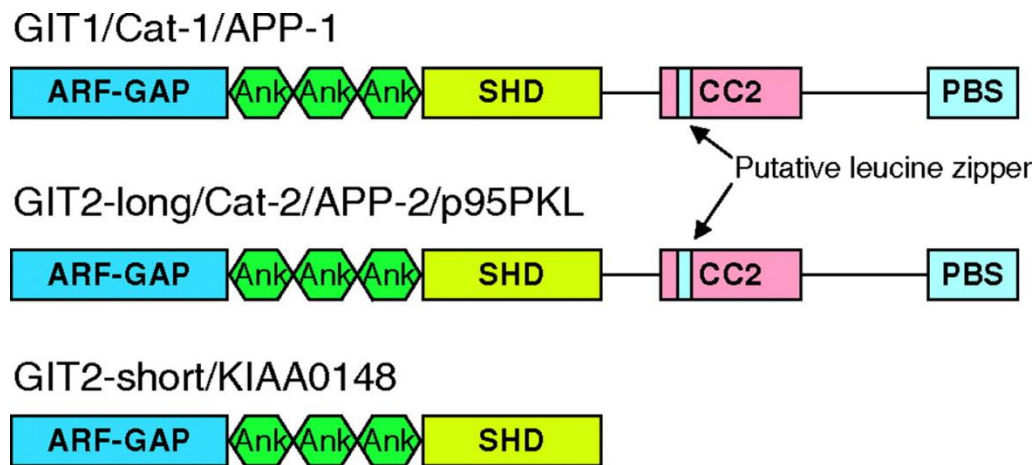 GIT1/Cat-1/APP-1
ARF-GAP Ank Ank Ank SHD CC2 PBS
Putative leucine zipper
GIT2-long/Cat-2/APP-2/p95PKL
ARF-GAP Ank Ank Ank SHD CC2 PBS
GIT2-short/KIAA0148
ARF-GAP Ank Ank Ank SHD